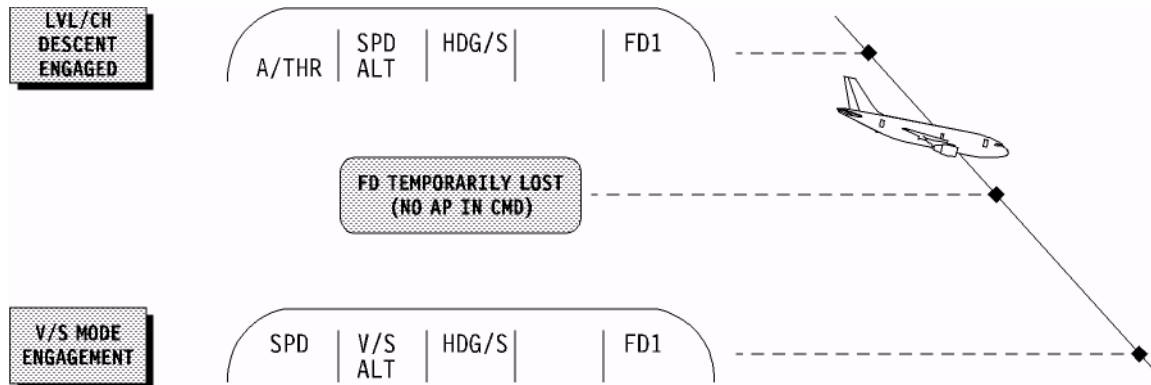 LVL/CH
DESCENT
ENGAGED
A/THR
SPD
ALT
HDG/S
FD1
FD TEMPORARILY LOST
(NO AP IN CMD)
V/S MODE
ENGAGEMENT
SPD
V/S
ALT
HDG/S
FD1